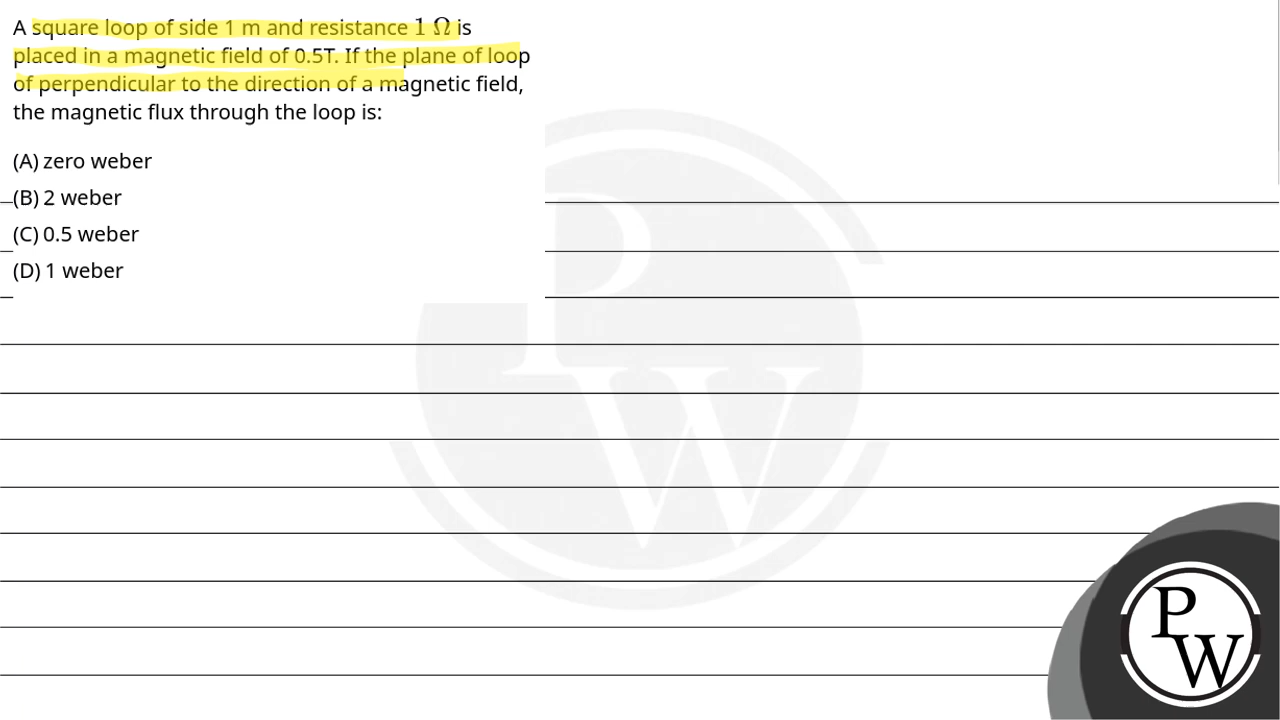 A square loop of side 1 m and resistance 1 Ω is
placed in a magnetic field of 0.5T. If the plane of loop
of perpendicular to the direction of a magnetic field,
the magnetic flux through the loop is:
(A) zero weber
(B) 2 weber
(C) 0.5 weber
(D) 1 weber
P
W
P
W